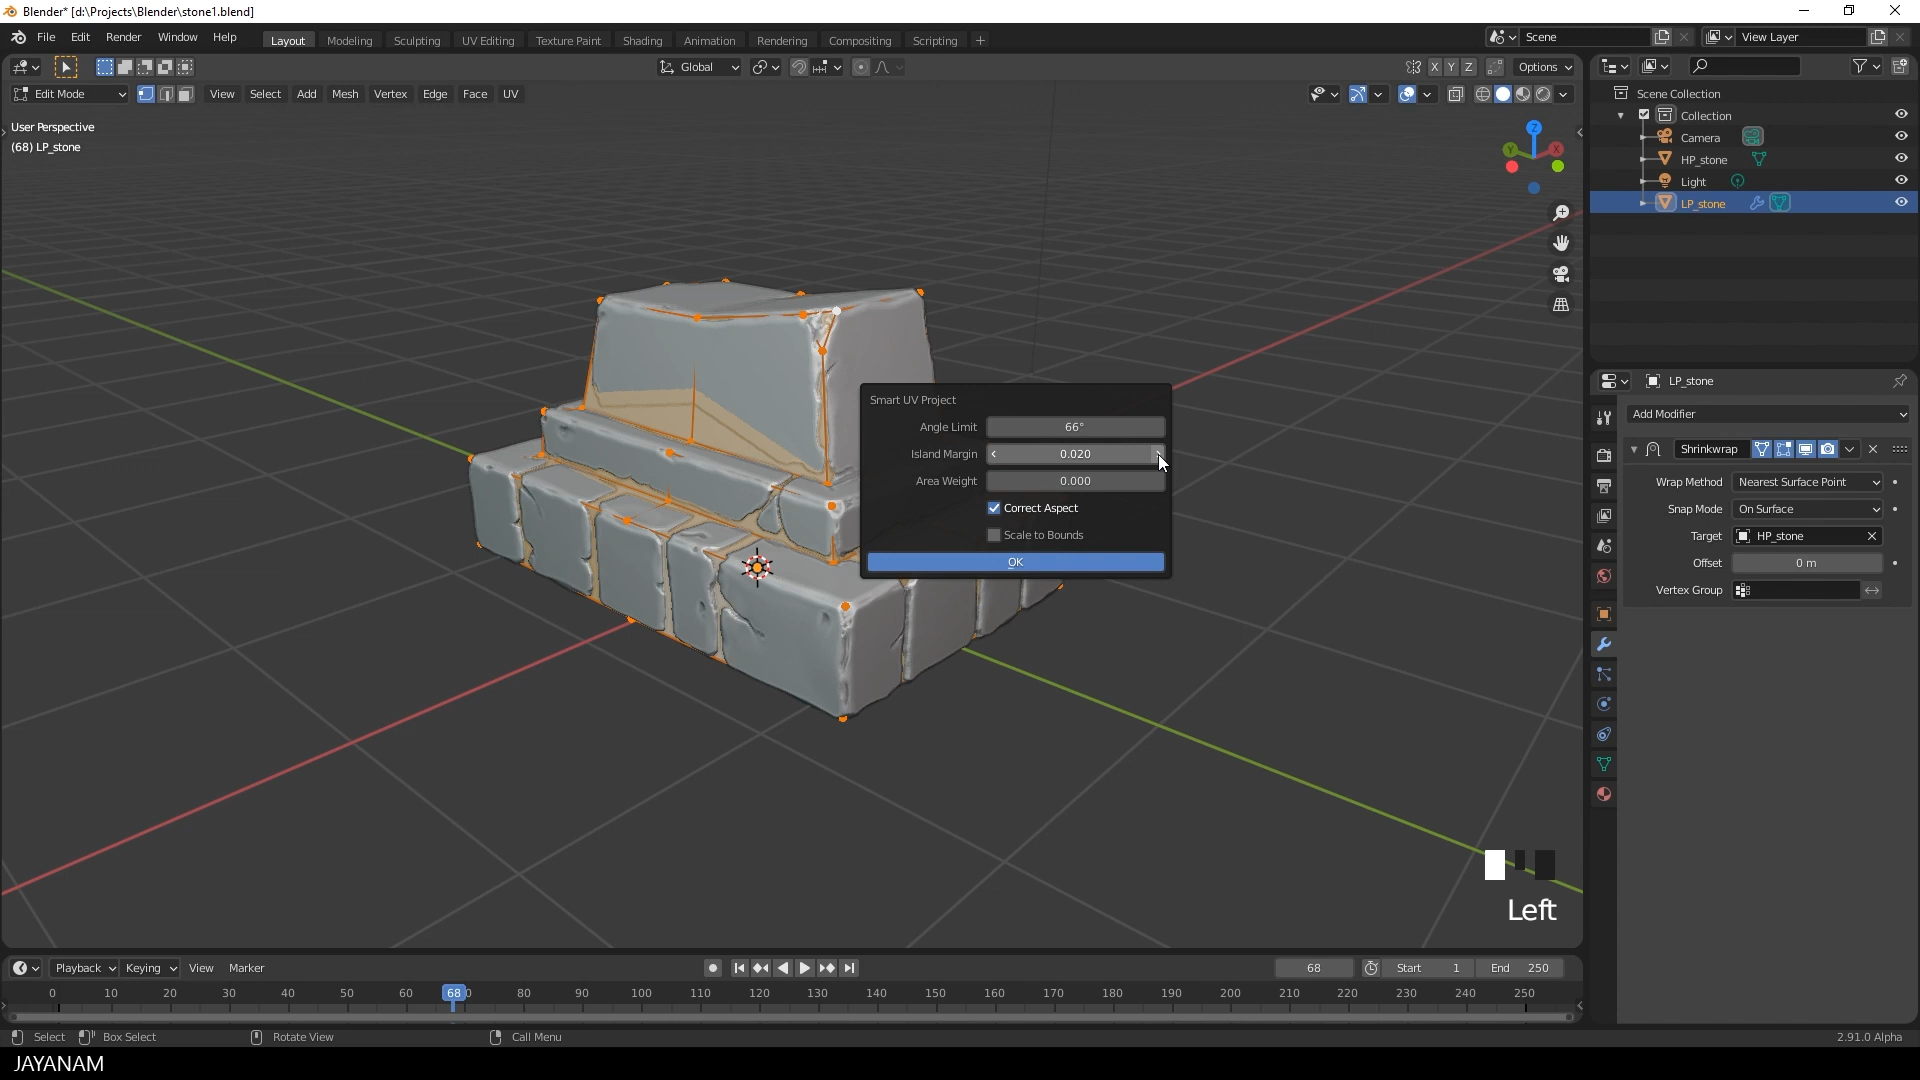 Blender* [d:\Projects\Blender\stone1.blend]
File Edit Render Window Help Layout Modeling Sculpting UV Editing Texture Paint Shading Animation Rendering Compositing Scripting + Scene View Layer
Global X Y Z Options
Edit Mode View Select Add Mesh Vertex Edge Face UV
User Perspective
(68) LP_stone
Z
Y X
Scene Collection
Collection
Camera
HP_stone
Light
LP_stone
Smart UV Project
Angle Limit 66°
Island Margin 0.020
Area Weight 0.000
Correct Aspect
Scale to Bounds
OK
LP_stone
Add Modifier
Shrinkwrap
Wrap Method Nearest Surface Point
Snap Mode On Surface
Target HP_stone
Offset 0 m
Vertex Group
Left
Playback Keying View Marker 68 Start 1 End 250
0 10 20 30 40 50 60 68 80 90 100 110 120 130 140 150 160 170 180 190 200 210 220 230 240 250
Select Box Select Rotate View Call Menu 2.91.0 Alpha
JAYANAM